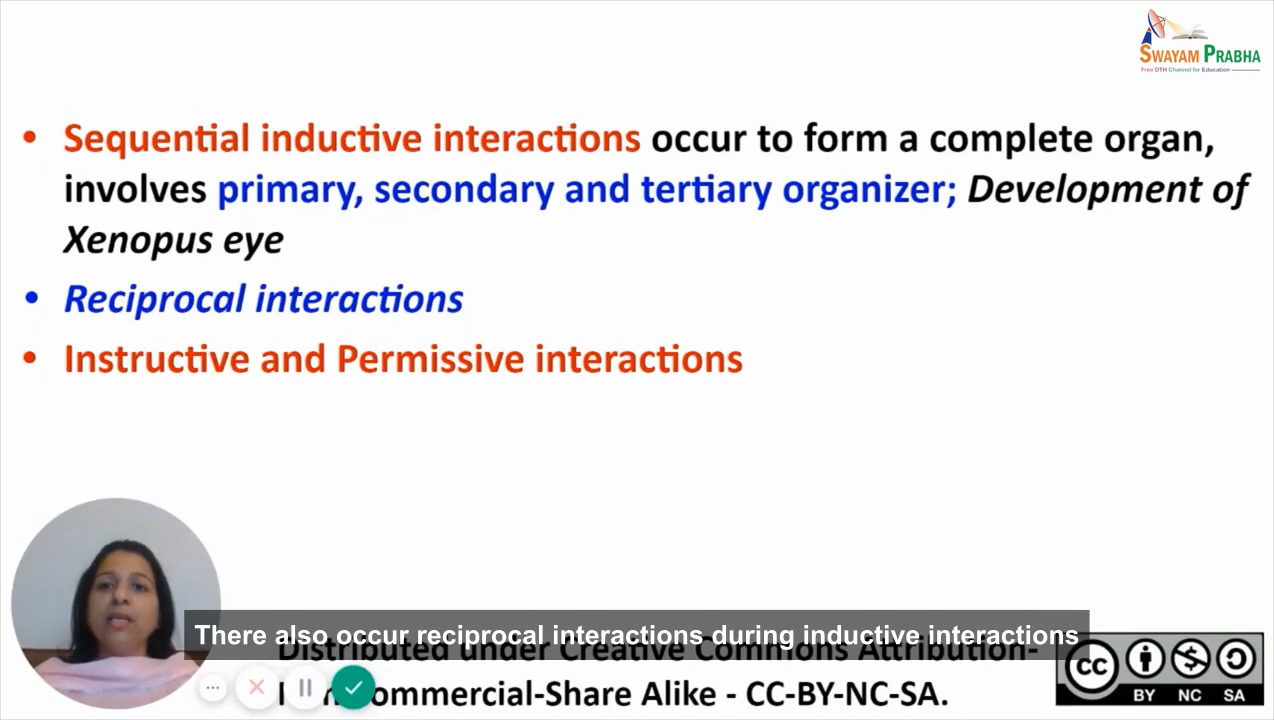 SWAYAM PRABHA
Free DTH Channel for Education
• Sequential inductive interactions occur to form a complete organ,
involves primary, secondary and tertiary organizer; Development of
Xenopus eye
• Reciprocal interactions
• Instructive and Permissive interactions
There also occur reciprocal interactions during inductive interactions
Distributed under Creative Commons Attribution-
ommercial-Share Alike - CC-BY-NC-SA.
cc
BY NC SA